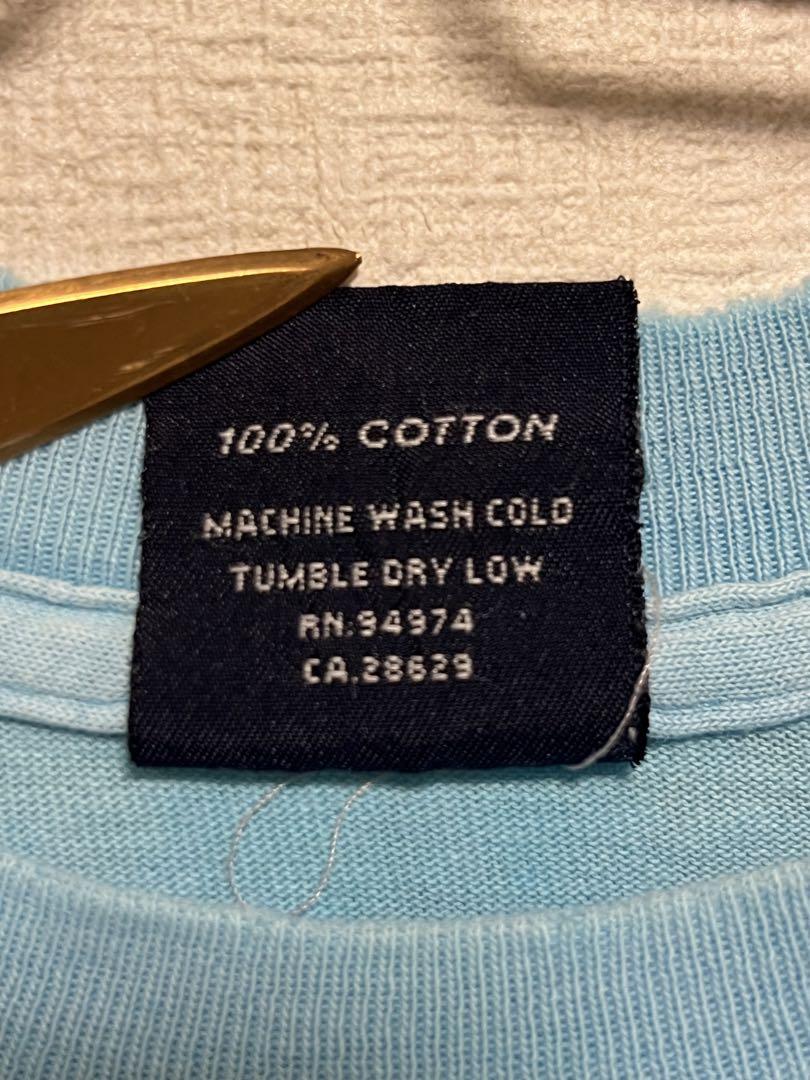 100% COTTON
MACHINE WASH COLD
TUMBLE DRY LOW
RN:94974
CA.28629